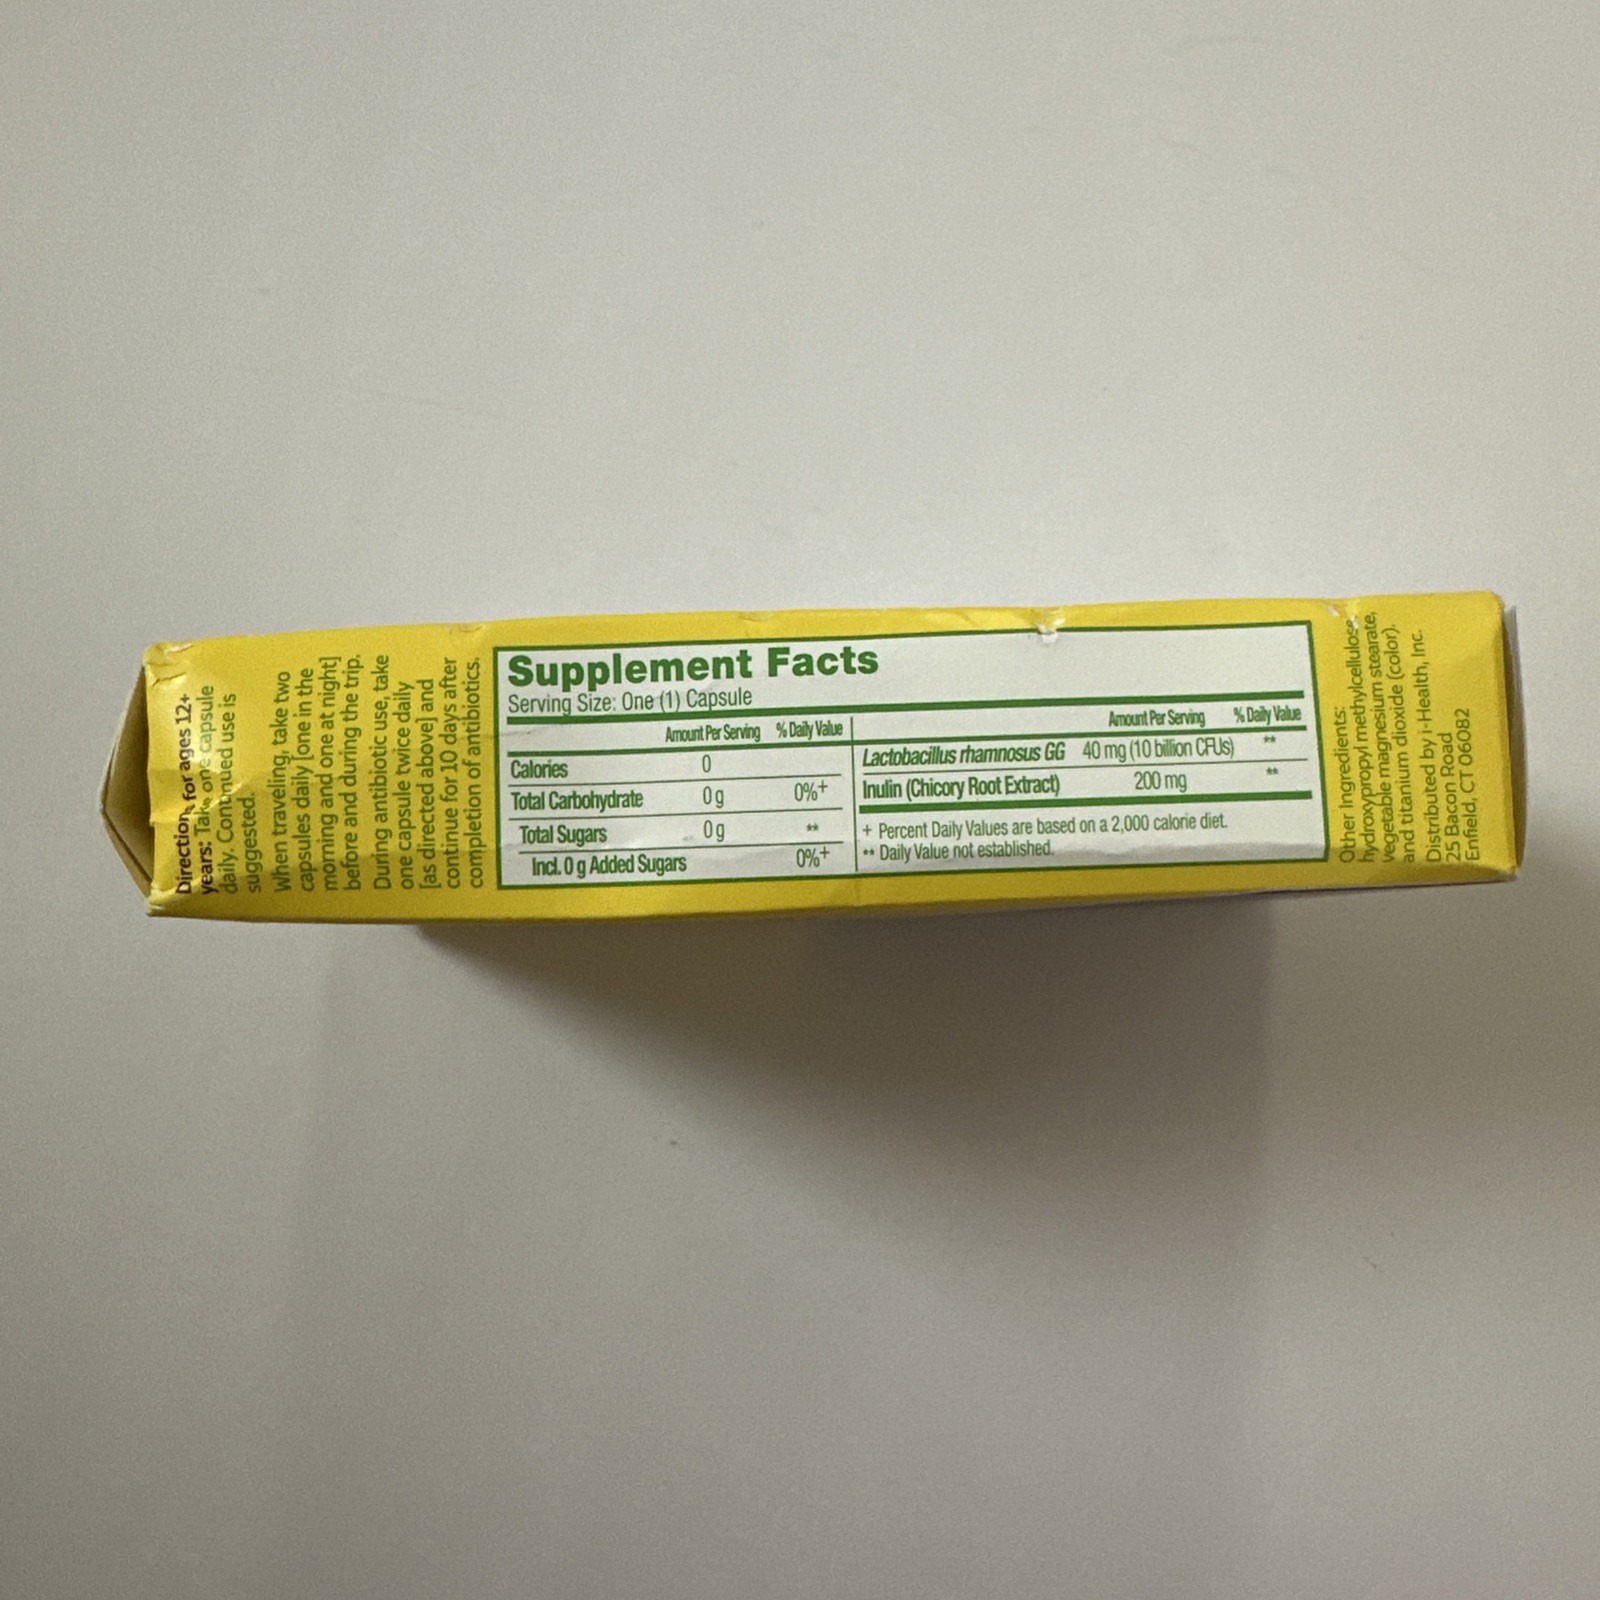 Direction for ages 12+
years: Take one capsule
daily. Continued use is
suggested.
When traveling, take two
capsules daily [one in the
morning and one at night]
before and during the trip.
During antibiotic use, take
one capsule twice daily
[as directed above] and
continue for 10 days after
completion of antibiotics.
Supplement Facts
Serving Size: One (1) Capsule
Amount Per Serving % Daily Value
Calories 0
Total Carbohydrate 0 g 0%+
Total Sugars 0 g **
Incl. 0 g Added Sugars 0%+
Amount Per Serving % Daily Value
Lactobacillus rhamnosus GG 40 mg (10 billion CFUs) **
Inulin (Chicory Root Extract) 200 mg **
+ Percent Daily Values are based on a 2,000 calorie diet.
** Daily Value not established.
Other Ingredients:
hydroxypropyl methylcellulose,
vegetable magnesium stearate,
and titanium dioxide (color).
Distributed by i-Health, Inc.
25 Bacon Road
Enfield, CT 06082